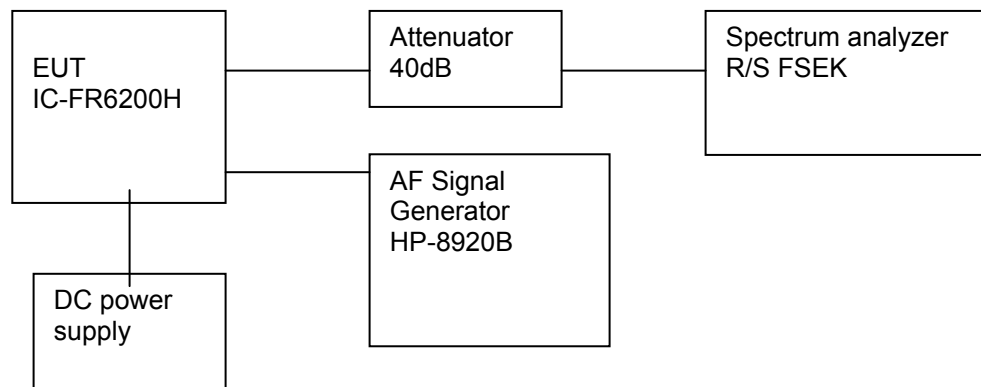 EUT
IC-FR6200H
Attenuator
40dB
Spectrum analyzer
R/S FSEK
AF Signal
Generator
HP-8920B
DC power
supply